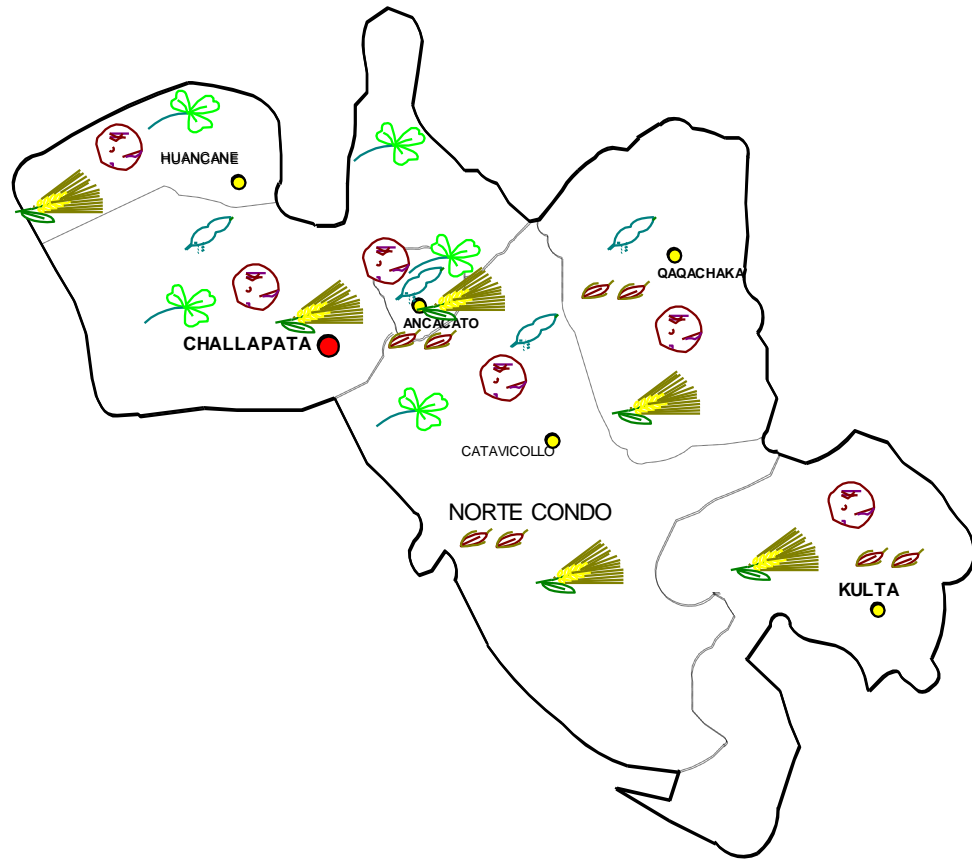 HUANCANE
QAQACHAKA
ANCACATO
CHALLAPATA
CATAVICOLLO
NORTE CONDO
KULTA